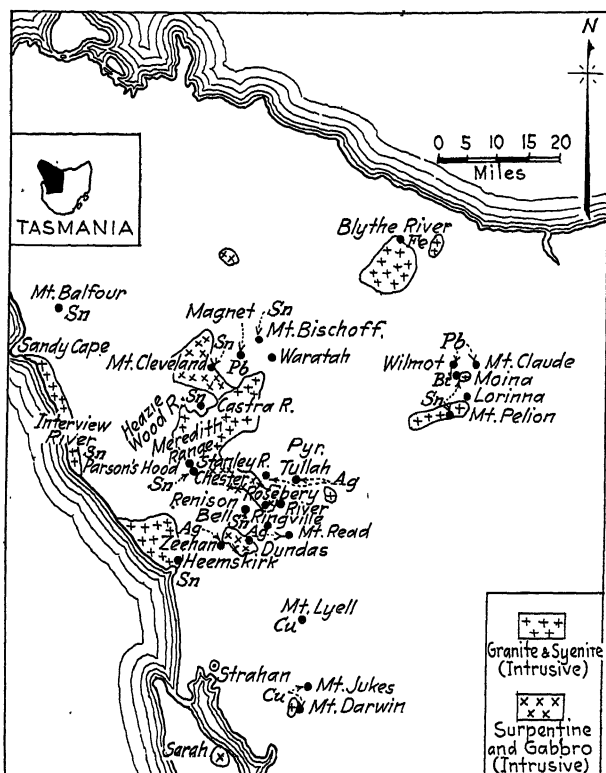 N
0 5 10 15 20
Miles
TASMANIA
Blythe River
Fe
Mt. Balfour
Sn
Magnet
Sn
Mt. Bischoff.
Sn
Pb
Mt. Cleveland
Waratah
Pb
Wilmot
Mt. Claude
Moina
Sn
Lorinna
Mt. Pelion
Sandy Cape
Heazle
Wood R.
Sn
Castra R.
Meredith
Range
Interview
River
Sn
Parson's Hood
Stanley R.
Pyr.
Tullah
Sn
Chester
Ag
Rosebery
River
Renison
Bell
Ringville
Sn
Ag
Ag
Mt. Read
Zeehan
Dundas
Heemskirk
Sn
Mt. Lyell
Cu
Strahan
Cu
Mt. Jukes
Mt. Darwin
Sarah
Granite & Syenite
(Intrusive)
Surpentine
and Gabbro
(Intrusive)